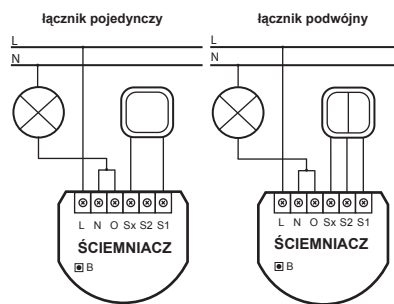 łącznik pojedynczy
L
N
L N O Sx S2 S1
ŚCIEMNIACZ
B
łącznik podwójny
L
N
L N O Sx S2 S1
ŚCIEMNIACZ
B